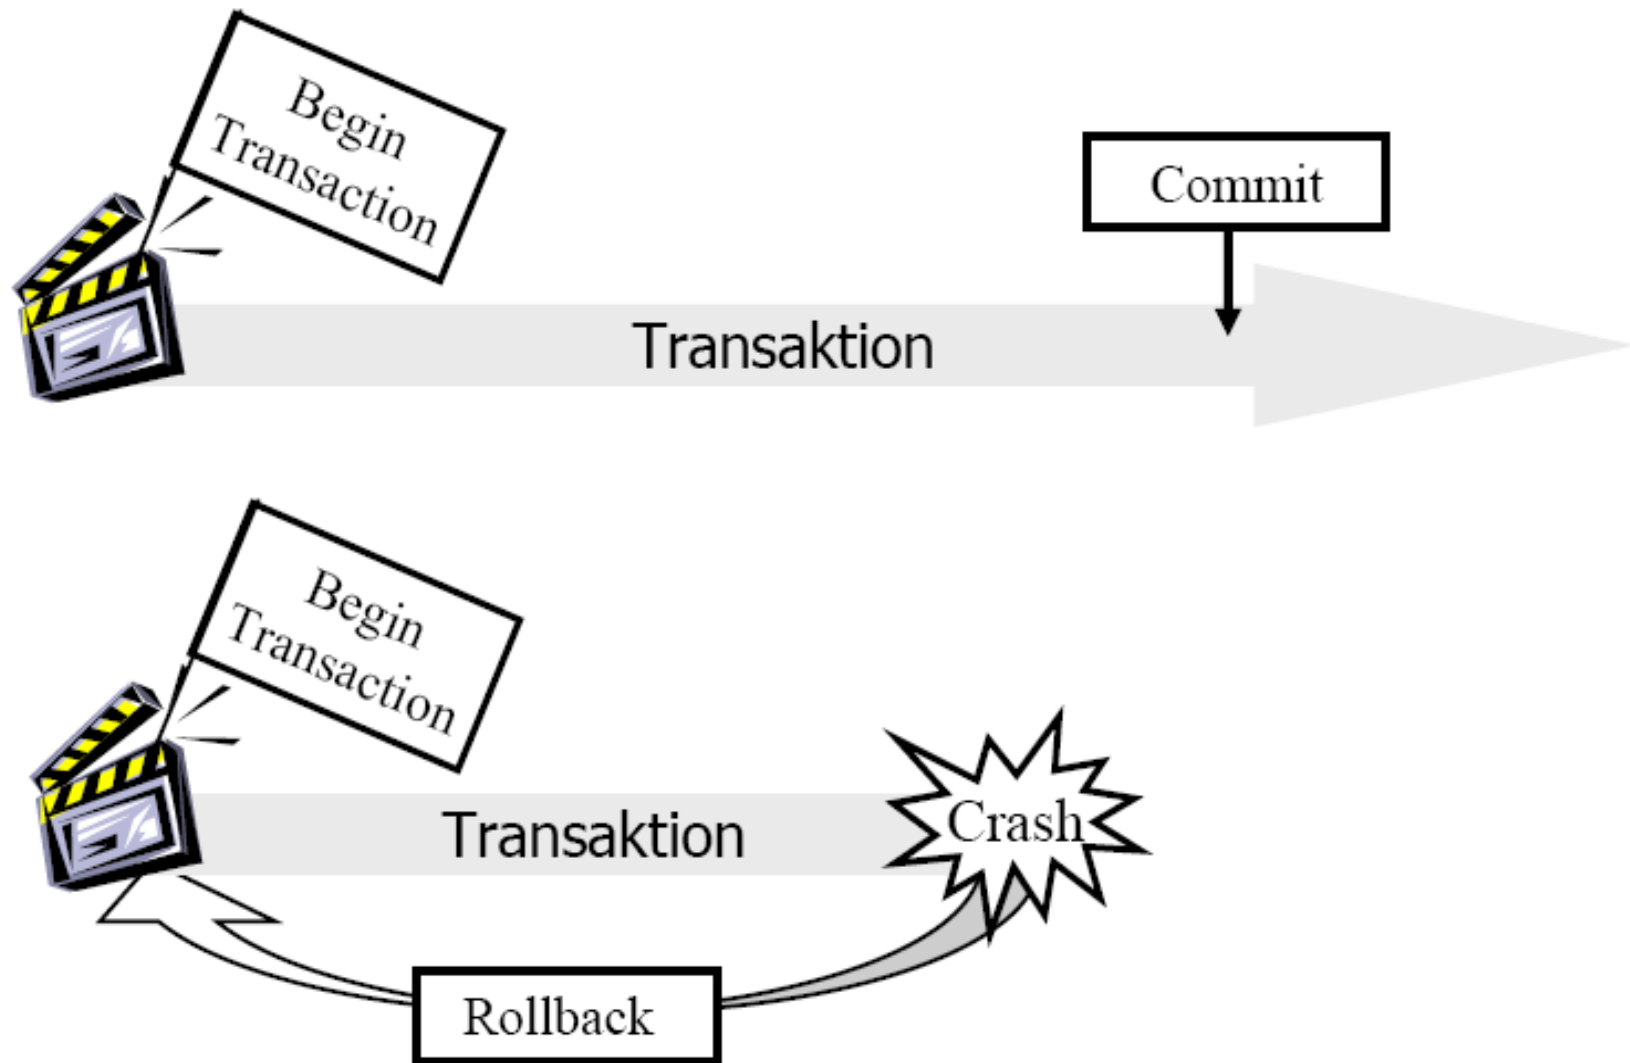 Begin
Transaction
Commit
Transaktion
Begin
Transaction
Transaktion
Crash
Rollback